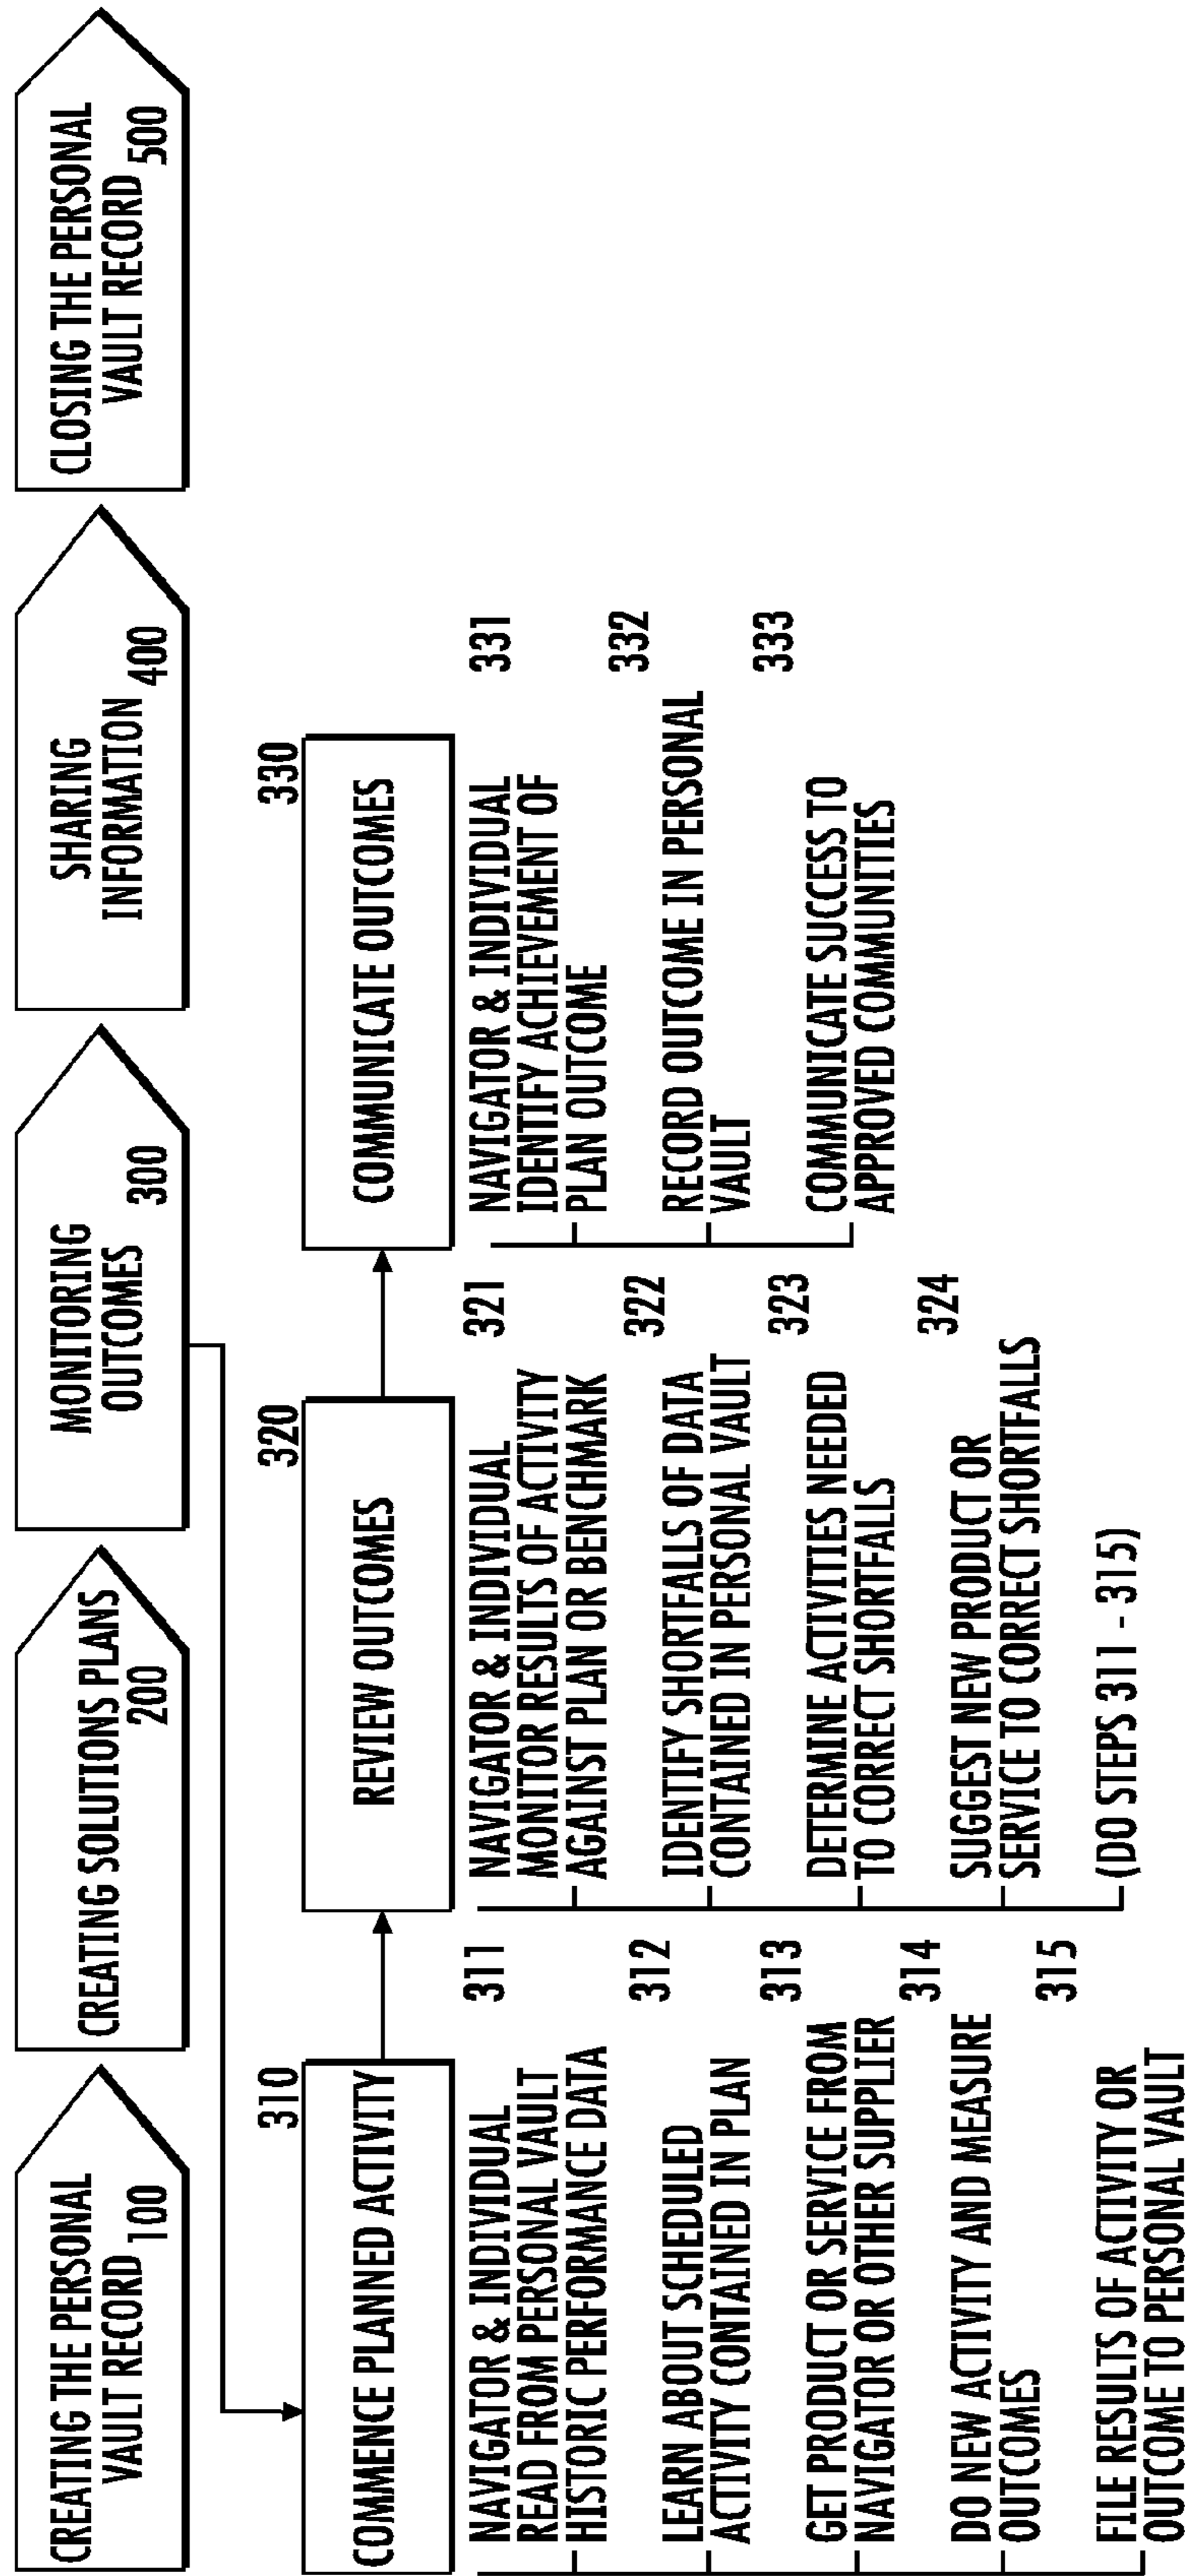 CREATING THE PERSONAL
VAULT RECORD
100
CREATING SOLUTIONS PLANS
200
MONITORING
OUTCOMES
300
SHARING
INFORMATION
400
CLOSING THE PERSONAL
VAULT RECORD
500
310
COMMENCE PLANNED ACTIVITY
311
NAVIGATOR & INDIVIDUAL
READ FROM PERSONAL VAULT
HISTORIC PERFORMANCE DATA
312
LEARN ABOUT SCHEDULED
ACTIVITY CONTAINED IN PLAN
313
GET PRODUCT OR SERVICE FROM
NAVIGATOR OR OTHER SUPPLIER
314
DO NEW ACTIVITY AND MEASURE
OUTCOMES
315
FILE RESULTS OF ACTIVITY OR
OUTCOME TO PERSONAL VAULT
320
REVIEW OUTCOMES
321
NAVIGATOR & INDIVIDUAL
MONITOR RESULTS OF ACTIVITY
AGAINST PLAN OR BENCHMARK
322
IDENTIFY SHORTFALLS OF DATA
CONTAINED IN PERSONAL VAULT
323
DETERMINE ACTIVITIES NEEDED
TO CORRECT SHORTFALLS
324
SUGGEST NEW PRODUCT OR
SERVICE TO CORRECT SHORTFALLS
(DO STEPS 311 - 315)
330
COMMUNICATE OUTCOMES
331
NAVIGATOR & INDIVIDUAL
IDENTIFY ACHIEVEMENT OF
PLAN OUTCOME
332
RECORD OUTCOME IN PERSONAL
VAULT
333
COMMUNICATE SUCCESS TO
APPROVED COMMUNITIES